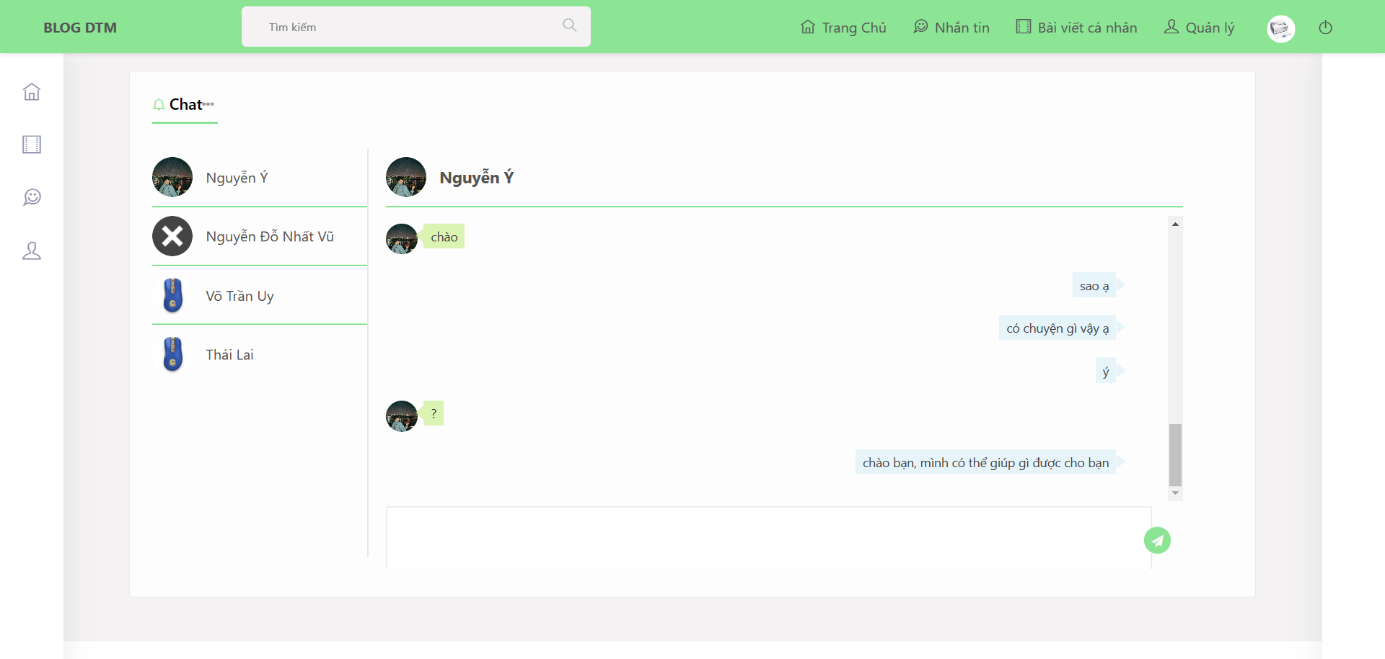 BLOG DTM
Tìm kiếm
Trang Chủ
Nhắn tin
Bài viết cá nhân
Quản lý
Chat
Nguyễn Ý
Nguyễn Đỗ Nhất Vũ
Võ Trần Uy
Thái Lai
Nguyễn Ý
chào
sao ạ
có chuyện gì vậy ạ
ý
?
chào bạn, mình có thể giúp gì được cho bạn